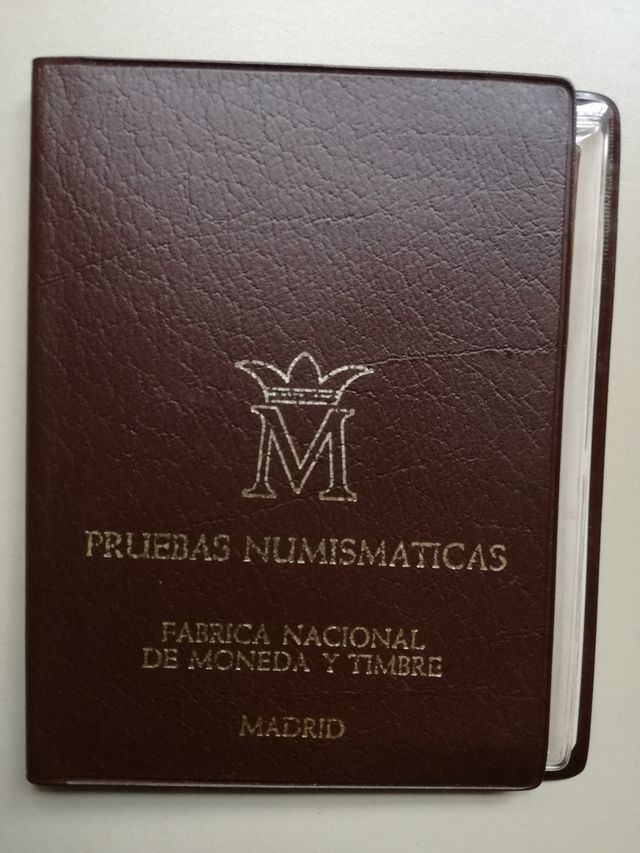 M
PRUEBAS NUMISMATICAS
FABRICA NACIONAL
DE MONEDA Y TIMBRE
MADRID